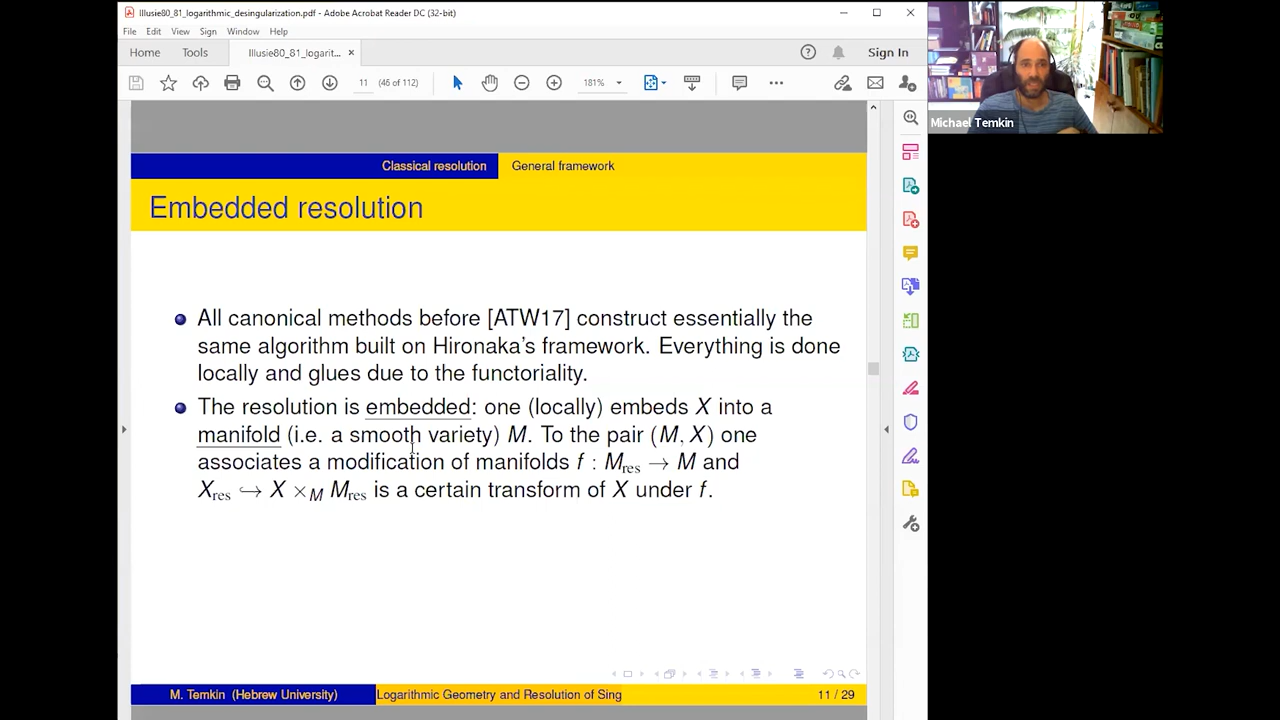 Illusie80_81_logarithmic_desingularization.pdf - Adobe Acrobat Reader DC (32-bit)
File Edit View Sign Window Help
Home Tools Illusie80_81_logarit... × Sign In
11 (46 of 112) 181%
Michael Temkin
Classical resolution General framework
Embedded resolution
All canonical methods before [ATW17] construct essentially the
same algorithm built on Hironaka's framework. Everything is done
locally and glues due to the functoriality.
The resolution is embedded: one (locally) embeds X into a
manifold (i.e. a smooth variety) M. To the pair (M, X) one
associates a modification of manifolds f : M_res → M and
X_res ↪ X ×_M M_res is a certain transform of X under f.
M. Temkin (Hebrew University) Logarithmic Geometry and Resolution of Sing 11 / 29